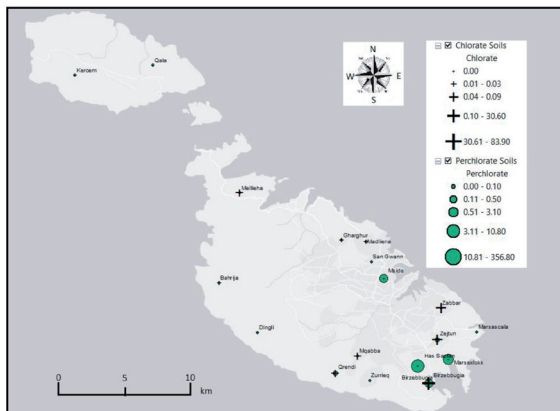 N
W E
S
Chlorate Soils
Chlorate
0.00
0.01 - 0.03
0.04 - 0.09
0.10 - 30.60
30.61 - 83.90
Perchlorate Soils
Perchlorate
0.00 - 0.10
0.11 - 0.50
0.51 - 3.10
3.11 - 10.80
10.81 - 356.80
Qala
Kercem
Mellieha
Gharghur
Madliena
San Gwann
Msida
Bahrija
Zabbar
Dingli
Zejtun
Marsascala
Mqabba
Marsaxlokk
Qrendi
Zurrieq
Birzebbugia Birzebbugia
0 5 10
km